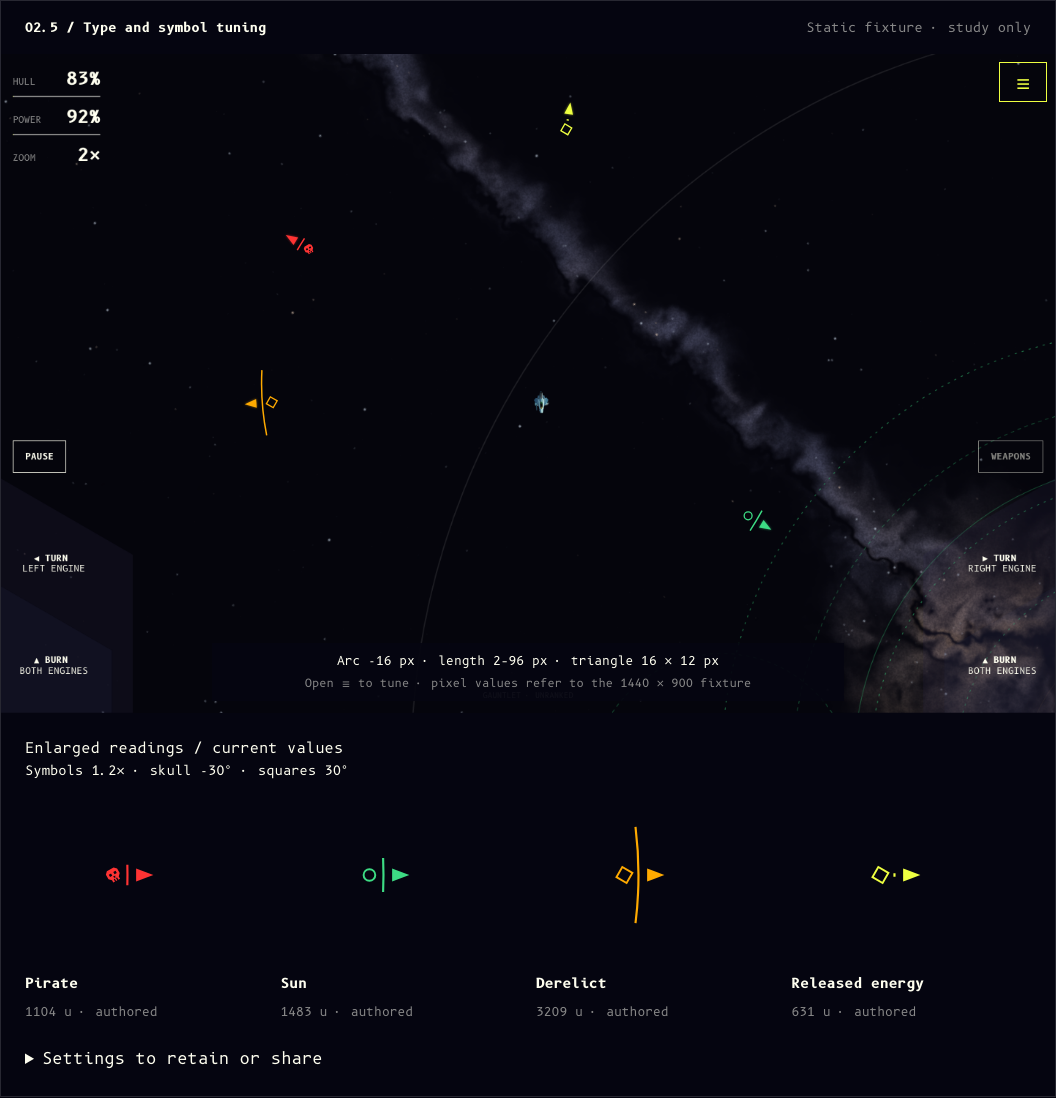 O2.5 / Type and symbol tuning
Static fixture · study only
HULL 83%
POWER 92%
ZOOM 2×
≡
PAUSE
WEAPONS
◀ TURN
LEFT ENGINE
▶ TURN
RIGHT ENGINE
▲ BURN
BOTH ENGINES
▲ BURN
BOTH ENGINES
Arc -16 px · length 2-96 px · triangle 16 × 12 px
Open ≡ to tune · pixel values refer to the 1440 × 900 fixture
Enlarged readings / current values
Symbols 1.2× · skull -30° · squares 30°
Pirate
1104 u · authored
Sun
1483 u · authored
Derelict
3209 u · authored
Released energy
631 u · authored
▶ Settings to retain or share